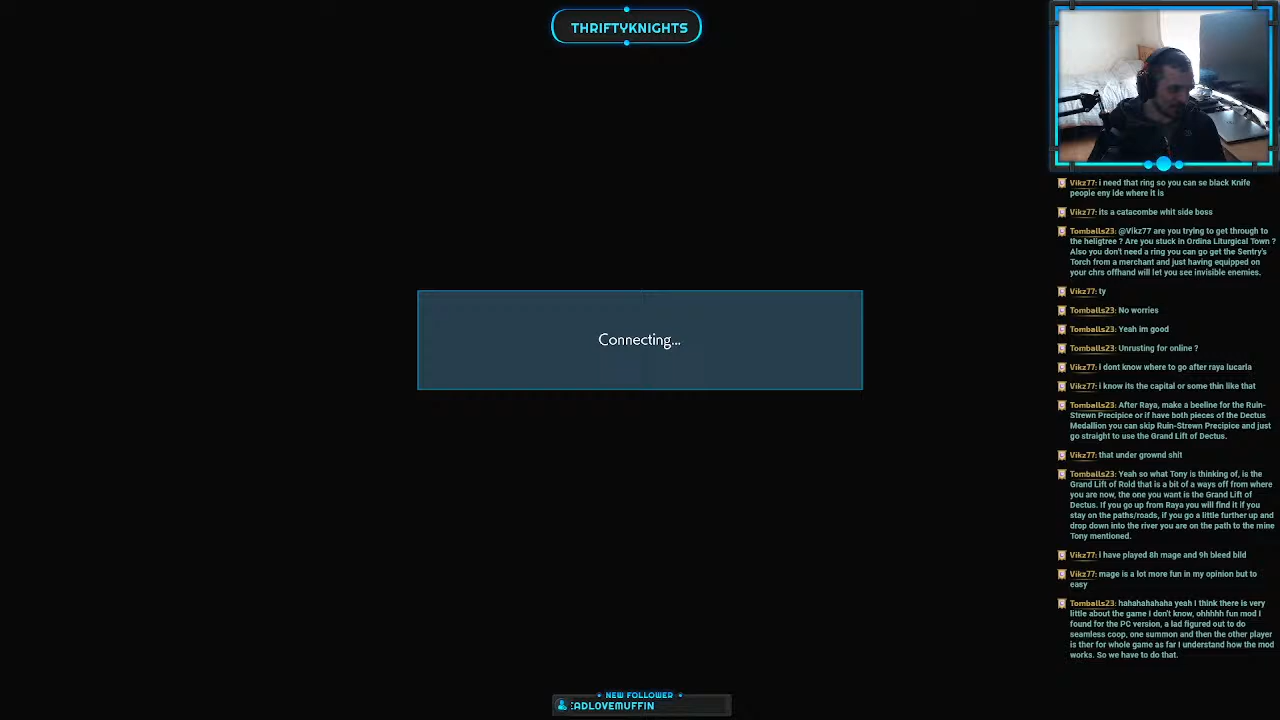 THRIFTYKNIGHTS
Connecting...
Vikz77: i need that ring so you can se black Knife
people eny ide where it is
Vikz77: its a catacombe whit side boss
Tomballs23: @Vikz77 are you trying to get through to
the heligtree ? Are you stuck in Ordina Liturgical Town ?
Also you don't need a ring you can go get the Sentry's
Torch from a merchant and just having equipped on
your chrs offhand will let you see invisible enemies.
Vikz77: ty
Tomballs23: No worries
Tomballs23: Yeah im good
Tomballs23: Unrusting for online ?
Vikz77: i dont know where to go after raya lucarla
Vikz77: i know its the capital or some thin like that
Tomballs23: After Raya, make a beeline for the Ruin-
Strewn Precipice or if have both pieces of the Dectus
Medallion you can skip Ruin-Strewn Precipice and just
go straight to use the Grand Lift of Dectus.
Vikz77: that under grownd shit
Tomballs23: Yeah so what Tony is thinking of, is the
Grand Lift of Rold that is a bit of a ways off from where
you are now, the one you want is the Grand Lift of
Dectus. If you go up from Raya you will find it if you
stay on the paths/roads, if you go a little further up and
drop down into the river you are on the path to the mine
Tony mentioned.
Vikz77: i have played 8h mage and 9h bleed bild
Vikz77: mage is a lot more fun in my opinion but to
easy
Tomballs23: hahahahahaha yeah I think there is very
little about the game I don't know, ohhhhh fun mod I
found for the PC version, a lad figured out to do
seamless coop, one summon and then the other player
is ther for whole game as far I understand how the mod
works. So we have to do that.
NEW FOLLOWER
EADLOVEMUFFIN